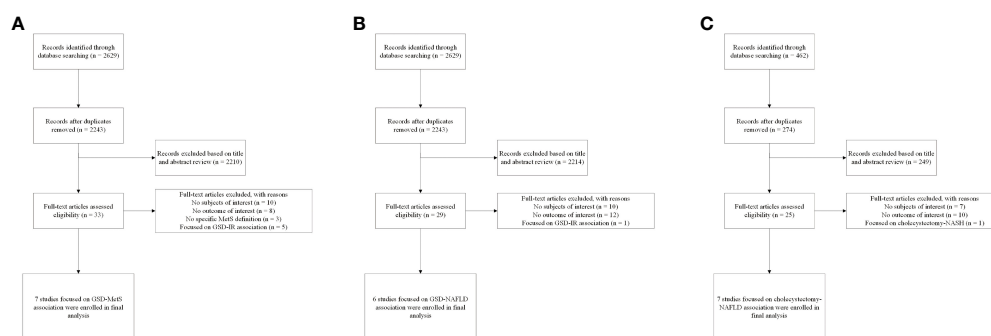 A
Records identified through
database searching (n = 2629)
Records after duplicates
removed (n = 2243)
Records excluded based on title
and abstract review (n = 2210)
Full-text articles assessed
eligibility (n = 33)
Full-text articles excluded, with reasons
No subjects of interest (n = 10)
No outcome of interest (n = 8)
No specific MetS definition (n = 3)
Focused on GSD-IR association (n = 5)
7 studies focused on GSD-MetS
association were enrolled in final
analysis
B
Records identified through
database searching (n = 2629)
Records after duplicates
removed (n = 2243)
Records excluded based on title
and abstract review (n = 2214)
Full-text articles assessed
eligibility (n = 29)
Full-text articles excluded, with reasons
No subjects of interest (n = 10)
No outcome of interest (n = 12)
Focused on GSD-IR association (n = 1)
6 studies focused on GSD-NAFLD
association were enrolled in final
analysis
C
Records identified through
database searching (n = 462)
Records after duplicates
removed (n = 274)
Records excluded based on title
and abstract review (n = 249)
Full-text articles assessed
eligibility (n = 25)
Full-text articles excluded, with reasons
No subjects of interest (n = 7)
No outcome of interest (n = 10)
Focused on cholecystectomy-NASH (n = 1)
7 studies focused on cholecystectomy-
NAFLD association were enrolled in
final analysis